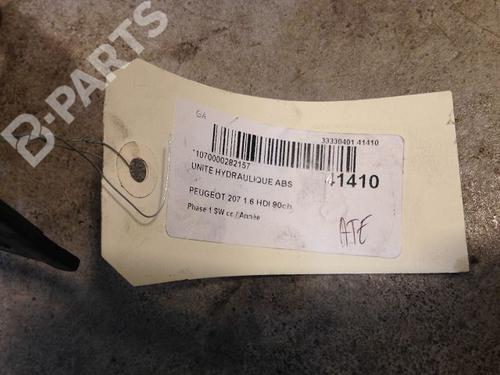 B-PARTS
GA
33330401 41410
*1070000282157
UNITE HYDRAULIQUE ABS
41410
PEUGEOT 207 1.6 HDI 90ch
Phase 1 SW cc / Année
ATE